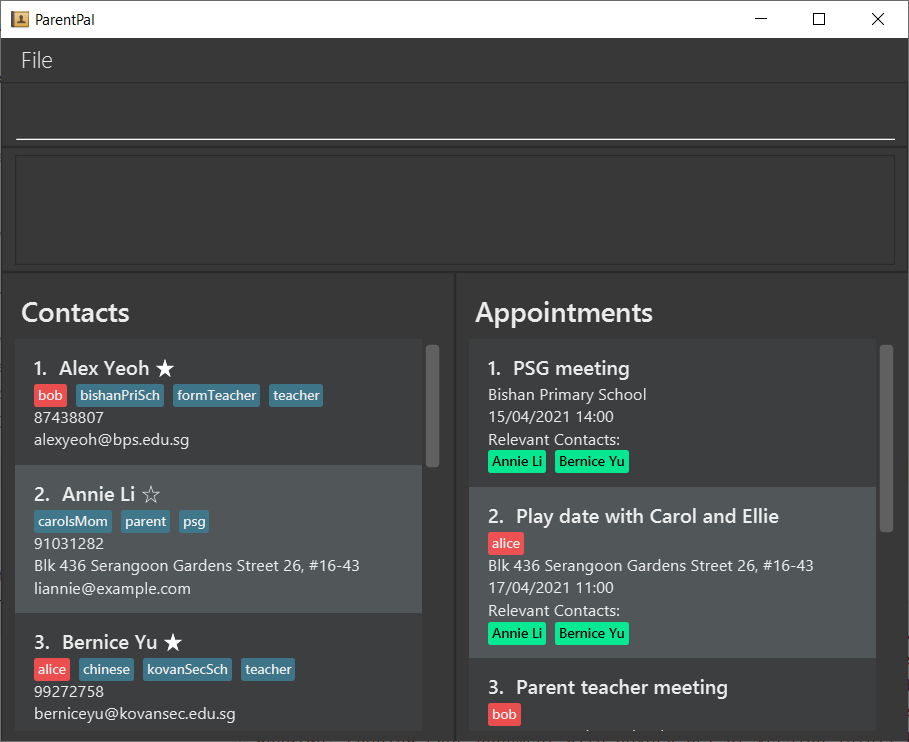 ParentPal
File
Contacts
1. Alex Yeoh ★
bob bishanPriSch formTeacher teacher
87438807
alexyeoh@bps.edu.sg
2. Annie Li ☆
carolsMom parent psg
91031282
Blk 436 Serangoon Gardens Street 26, #16-43
liannie@example.com
3. Bernice Yu ★
alice chinese kovanSecSch teacher
99272758
berniceyu@kovansec.edu.sg
Appointments
1. PSG meeting
Bishan Primary School
15/04/2021 14:00
Relevant Contacts:
Annie Li Bernice Yu
2. Play date with Carol and Ellie
alice
Blk 436 Serangoon Gardens Street 26, #16-43
17/04/2021 11:00
Relevant Contacts:
Annie Li Bernice Yu
3. Parent teacher meeting
bob